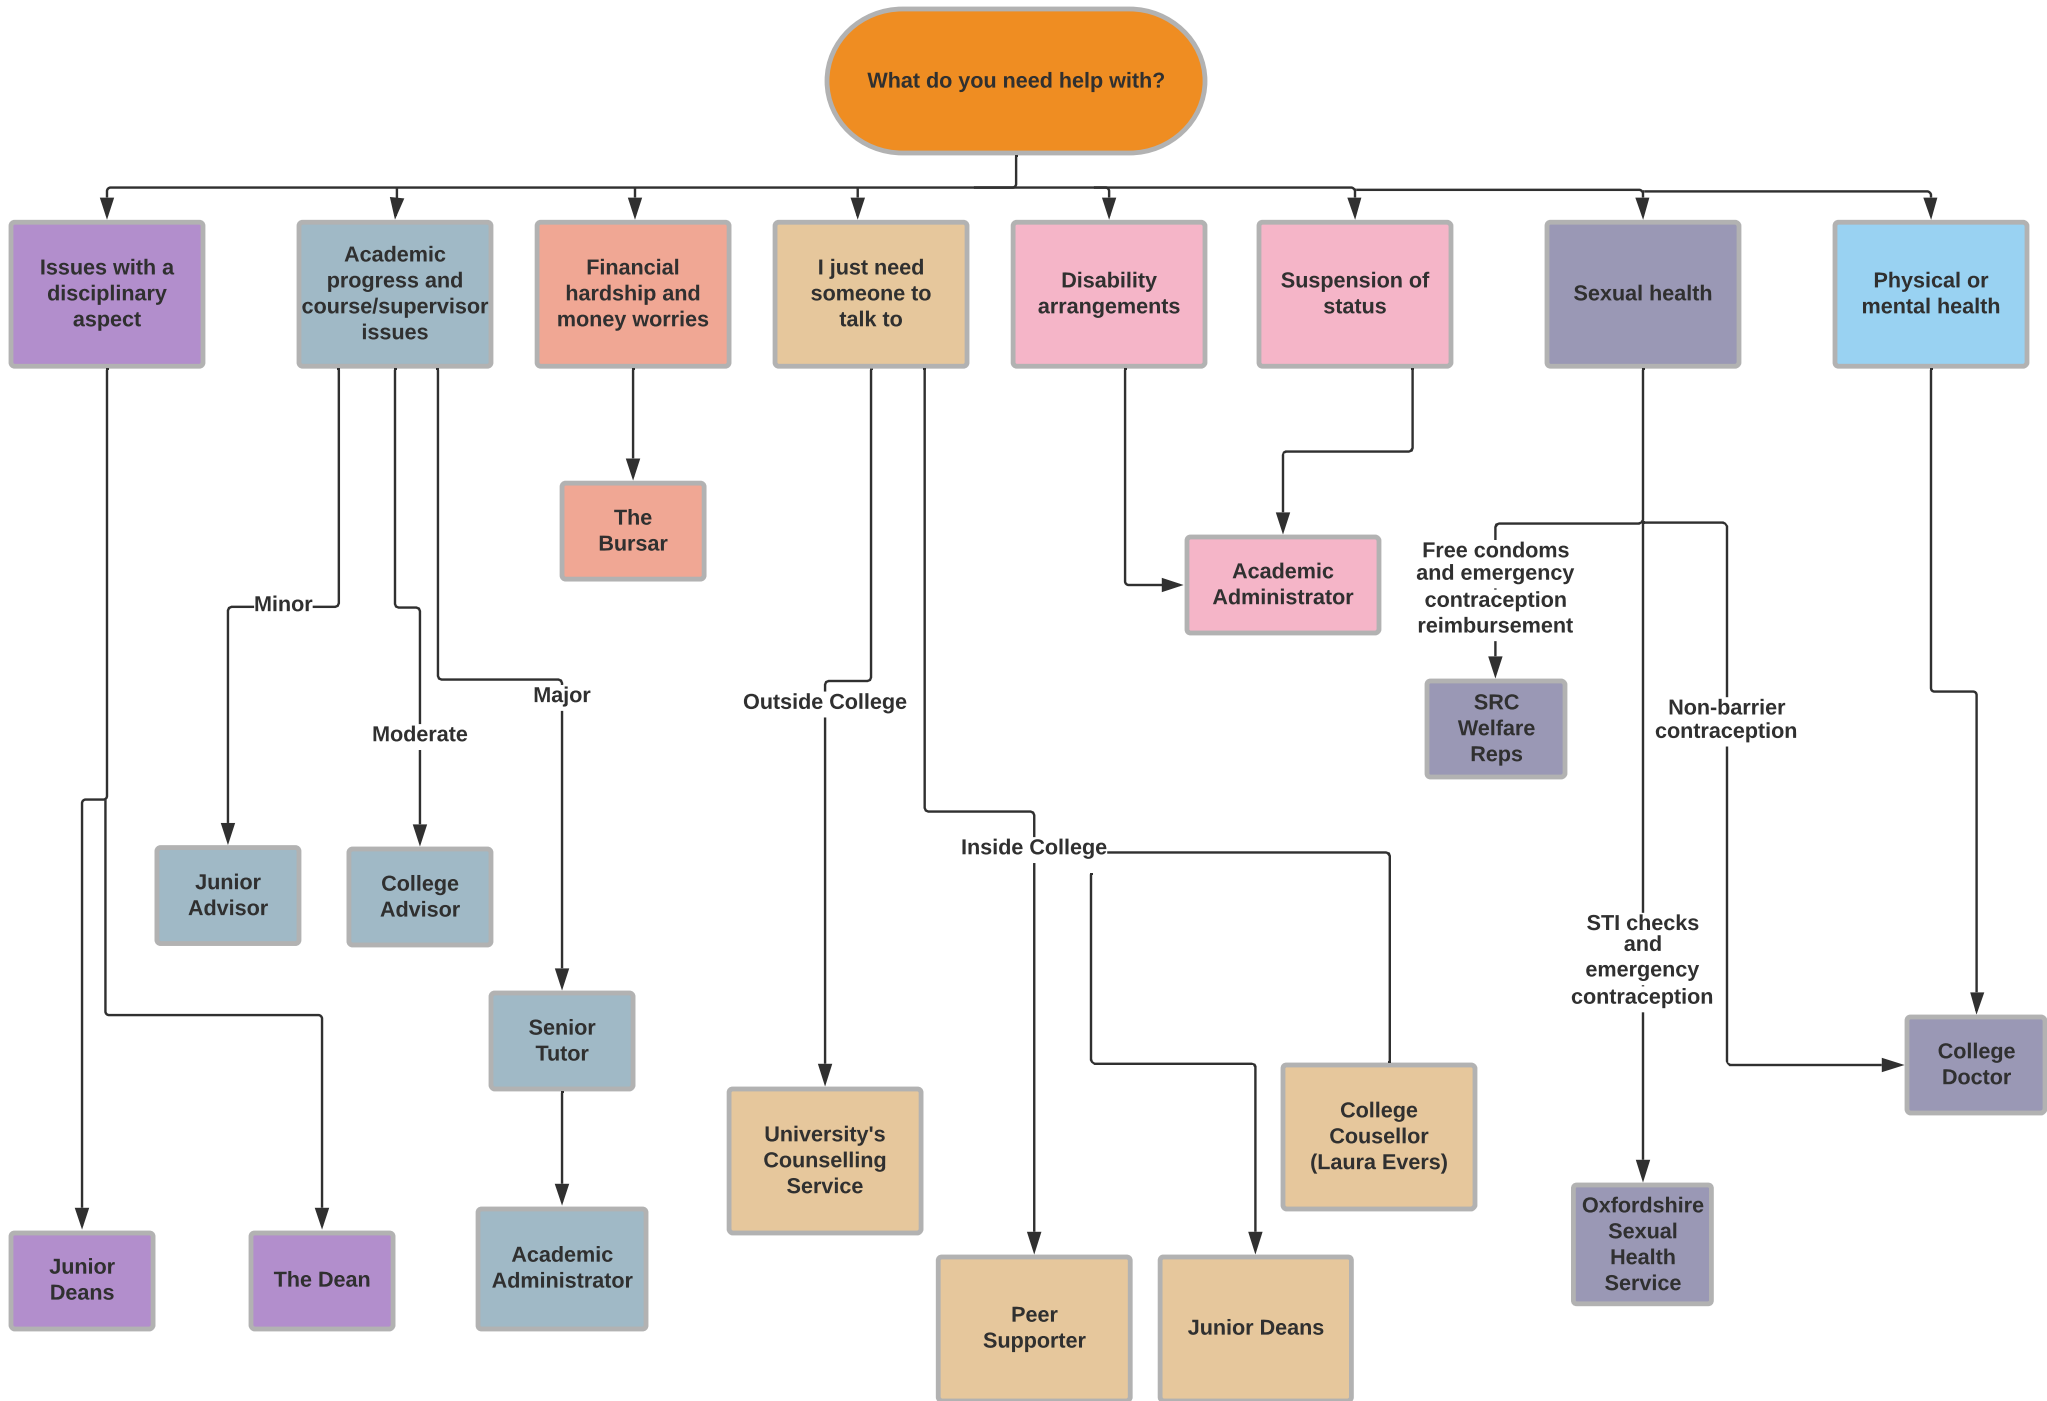 What do you need help with?
Issues with a
disciplinary
aspect
Academic
progress and
course/supervisor
issues
Financial
hardship and
money worries
I just need
someone to
talk to
Disability
arrangements
Suspension of
status
Sexual health
Physical or
mental health
The
Bursar
Academic
Administrator
Free condoms
and emergency
contraception
reimbursement
Minor
Major
Moderate
Outside College
SRC
Welfare
Reps
Non-barrier
contraception
Inside College
Junior
Advisor
College
Advisor
STI checks
and
emergency
contraception
Senior
Tutor
College
Doctor
University's
Counselling
Service
College
Cousellor
(Laura Evers)
Oxfordshire
Sexual
Health
Service
Junior
Deans
The Dean
Academic
Administrator
Peer
Supporter
Junior Deans